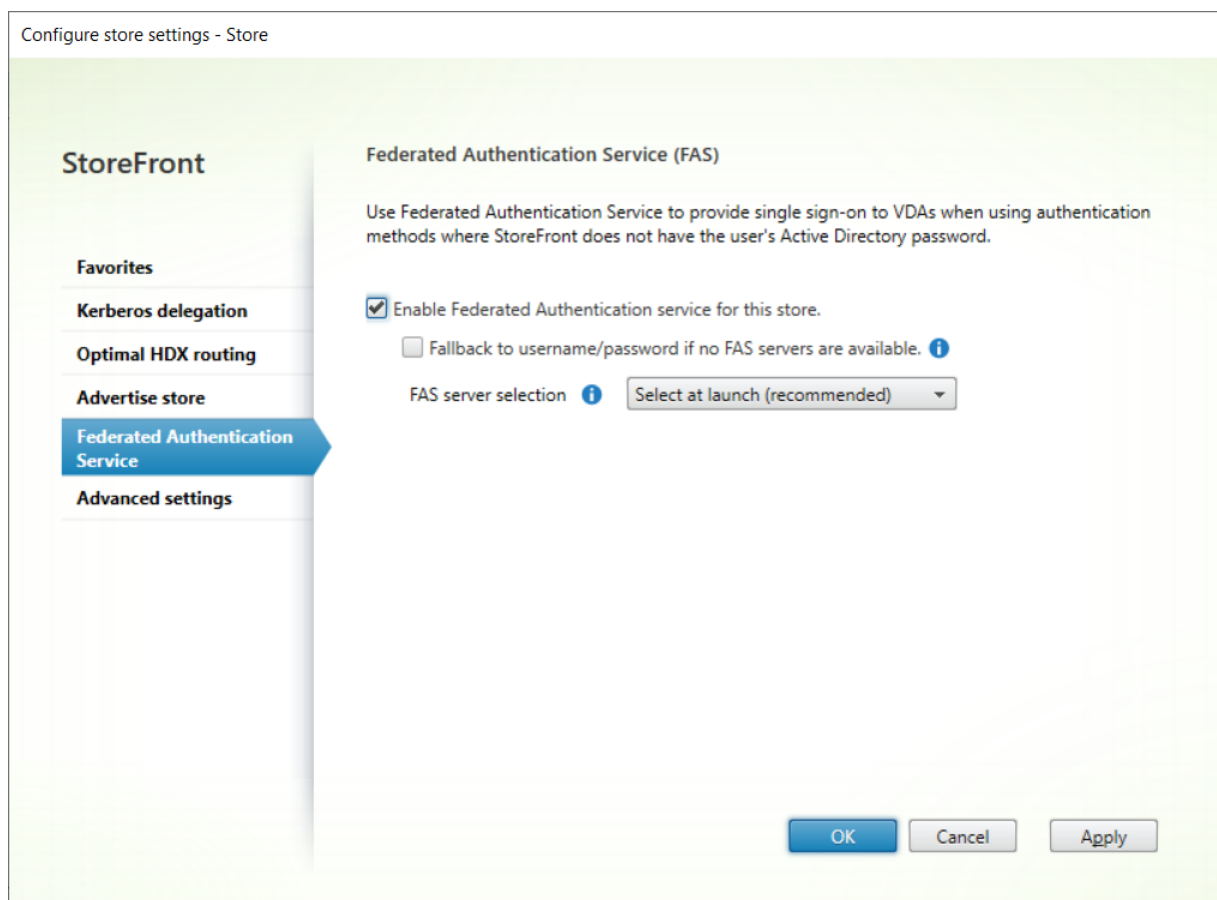 Configure store settings - Store
StoreFront
Favorites
Kerberos delegation
Optimal HDX routing
Advertise store
Federated Authentication
Service
Advanced settings
Federated Authentication Service (FAS)
Use Federated Authentication Service to provide single sign-on to VDAs when using authentication
methods where StoreFront does not have the user's Active Directory password.
Enable Federated Authentication service for this store.
Fallback to username/password if no FAS servers are available.
FAS server selection Select at launch (recommended)
OK Cancel Apply